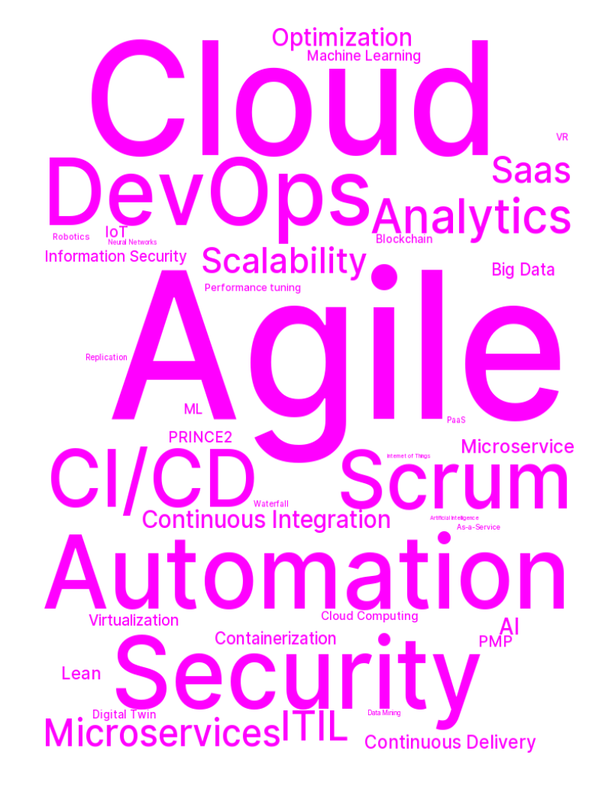 Optimization
Cloud
Machine Learning
VR
DevOps
Saas
Analytics
IoT
Robotics
Neural Networks
Blockchain
Information Security
Scalability
Big Data
Agile
Performance tuning
Replication
ML
PaaS
PRINCE2
Microservice
CI/CD
Scrum
Internet of Things
Waterfall
Continuous Integration
Artificial Intelligence
As-a-Service
Automation
Virtualization
Cloud Computing
AI
Containerization
PMP
Security
Lean
Digital Twin
ITIL
Data Mining
Microservices
Continuous Delivery